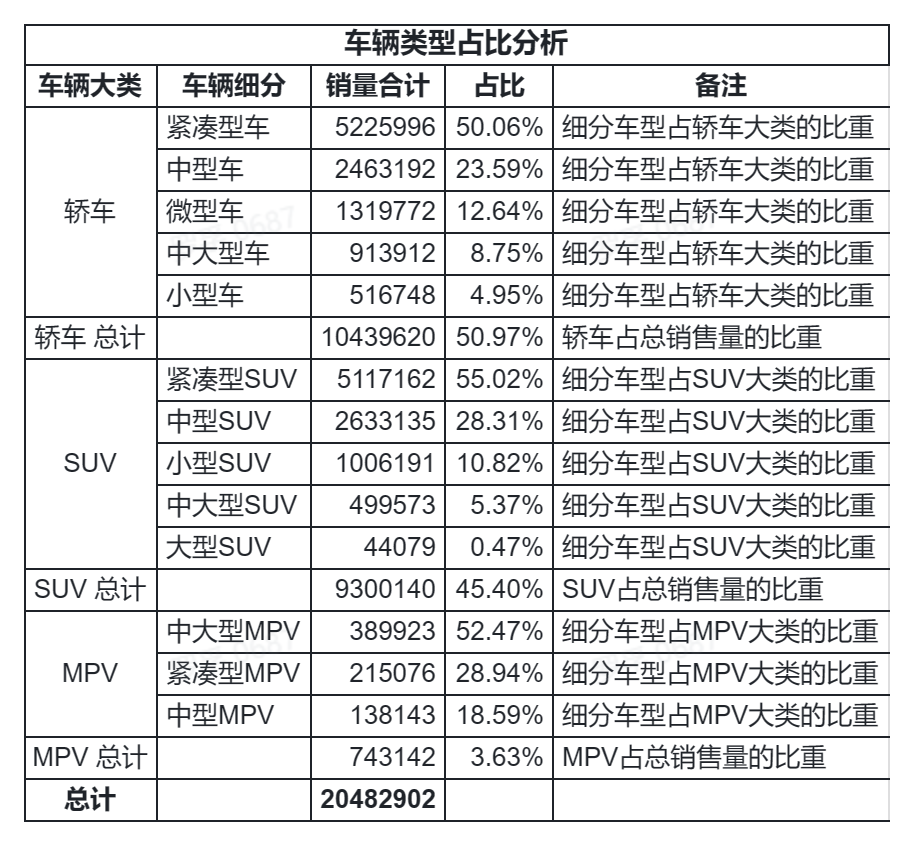 车辆类型占比分析
车辆大类 车辆细分 销量合计 占比 备注
轿车 紧凑型车 5225996 50.06% 细分车型占轿车大类的比重
中型车 2463192 23.59% 细分车型占轿车大类的比重
微型车 1319772 12.64% 细分车型占轿车大类的比重
中大型车 913912 8.75% 细分车型占轿车大类的比重
小型车 516748 4.95% 细分车型占轿车大类的比重
轿车 总计 10439620 50.97% 轿车占总销售量的比重
SUV 紧凑型SUV 5117162 55.02% 细分车型占SUV大类的比重
中型SUV 2633135 28.31% 细分车型占SUV大类的比重
小型SUV 1006191 10.82% 细分车型占SUV大类的比重
中大型SUV 499573 5.37% 细分车型占SUV大类的比重
大型SUV 44079 0.47% 细分车型占SUV大类的比重
SUV 总计 9300140 45.40% SUV占总销售量的比重
MPV 中大型MPV 389923 52.47% 细分车型占MPV大类的比重
紧凑型MPV 215076 28.94% 细分车型占MPV大类的比重
中型MPV 138143 18.59% 细分车型占MPV大类的比重
MPV 总计 743142 3.63% MPV占总销售量的比重
总计 20482902